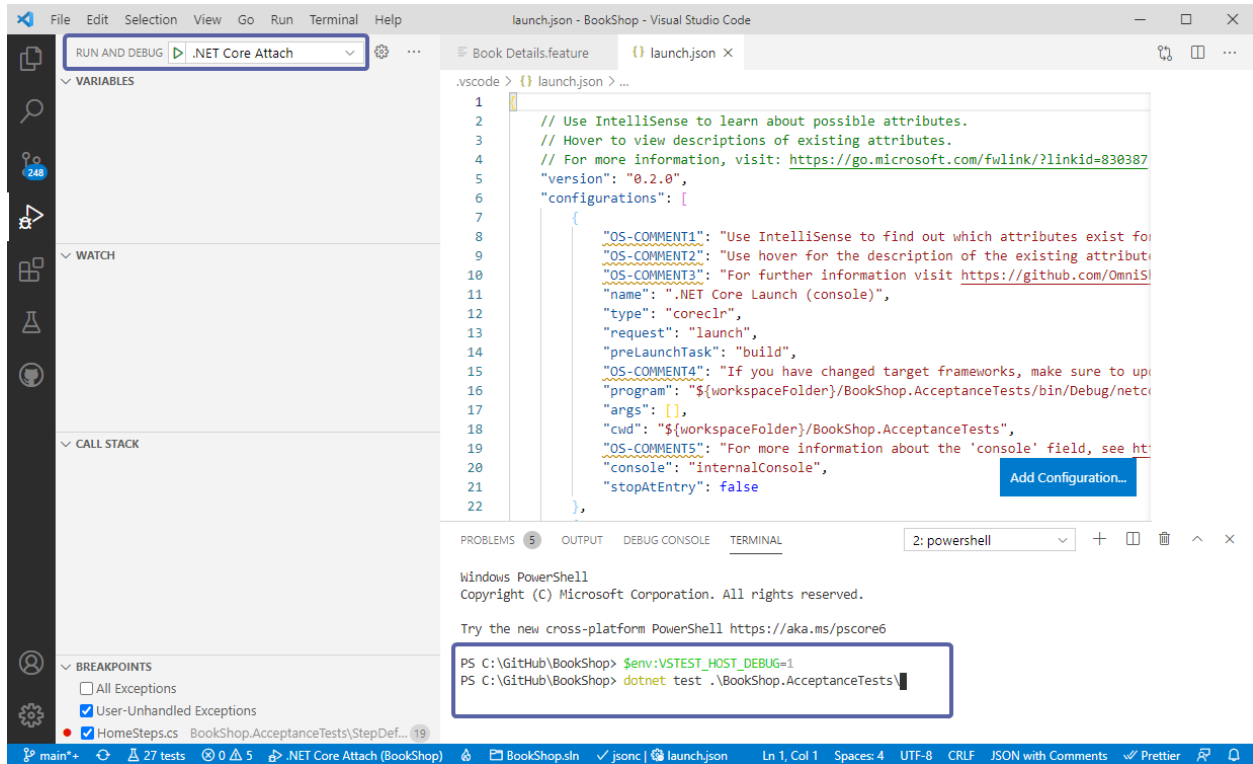 File Edit Selection View Go Run Terminal Help launch.json - BookShop - Visual Studio Code
RUN AND DEBUG .NET Core Attach
VARIABLES
WATCH
CALL STACK
BREAKPOINTS
All Exceptions
User-Unhandled Exceptions
HomeSteps.cs BookShop.AcceptanceTests\StepDef... 19
248
Book Details.feature {} launch.json
.vscode > {} launch.json > ...
1 {
2 // Use IntelliSense to learn about possible attributes.
3 // Hover to view descriptions of existing attributes.
4 // For more information, visit: https://go.microsoft.com/fwlink/?linkid=830387
5 "version": "0.2.0",
6 "configurations": [
7 {
8 "OS-COMMENT1": "Use IntelliSense to find out which attributes exist for
9 "OS-COMMENT2": "Use hover for the description of the existing attribute
10 "OS-COMMENT3": "For further information visit https://github.com/OmniSh
11 "name": ".NET Core Launch (console)",
12 "type": "coreclr",
13 "request": "launch",
14 "preLaunchTask": "build",
15 "OS-COMMENT4": "If you have changed target frameworks, make sure to upd
16 "program": "${workspaceFolder}/BookShop.AcceptanceTests/bin/Debug/netco
17 "args": [],
18 "cwd": "${workspaceFolder}/BookShop.AcceptanceTests",
19 "OS-COMMENT5": "For more information about the 'console' field, see htt
20 "console": "internalConsole",
21 "stopAtEntry": false
22 },
Add Configuration...
PROBLEMS 5 OUTPUT DEBUG CONSOLE TERMINAL 2: powershell
Windows PowerShell
Copyright (C) Microsoft Corporation. All rights reserved.
Try the new cross-platform PowerShell https://aka.ms/pscore6
PS C:\GitHub\BookShop> $env:VSTEST_HOST_DEBUG=1
PS C:\GitHub\BookShop> dotnet test .\BookShop.AcceptanceTests\
main*+ 27 tests 0 5 .NET Core Attach (BookShop) BookShop.sln jsonc | launch.json Ln 1, Col 1 Spaces: 4 UTF-8 CRLF JSON with Comments Prettier